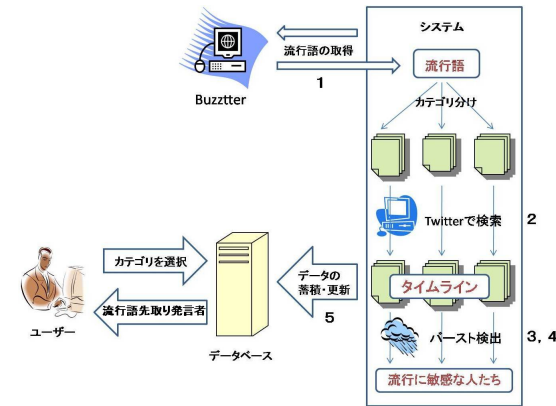 システム
流行語の取得
1
流行語
Buzztter
カテゴリ分け
Twitterで検索
2
カテゴリを選択
データの
蓄積・更新
5
タイムライン
流行語先取り発言者
ユーザー
データベース
バースト検出
3, 4
流行に敏感な人たち